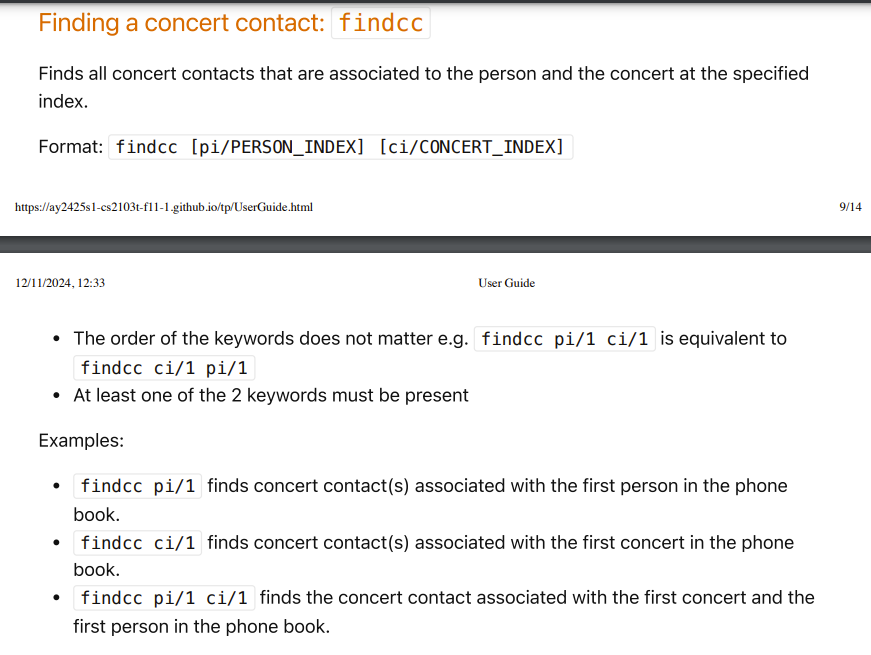 Finding a concert contact: findcc
Finds all concert contacts that are associated to the person and the concert at the specified
index.
Format: findcc [pi/PERSON_INDEX] [ci/CONCERT_INDEX]
https://ay2425s1-cs2103t-f11-1.github.io/tp/UserGuide.html 9/14
12/11/2024, 12:33 User Guide
• The order of the keywords does not matter e.g. findcc pi/1 ci/1 is equivalent to
findcc ci/1 pi/1
• At least one of the 2 keywords must be present
Examples:
• findcc pi/1 finds concert contact(s) associated with the first person in the phone
book.
• findcc ci/1 finds concert contact(s) associated with the first concert in the phone
book.
• findcc pi/1 ci/1 finds the concert contact associated with the first concert and the
first person in the phone book.